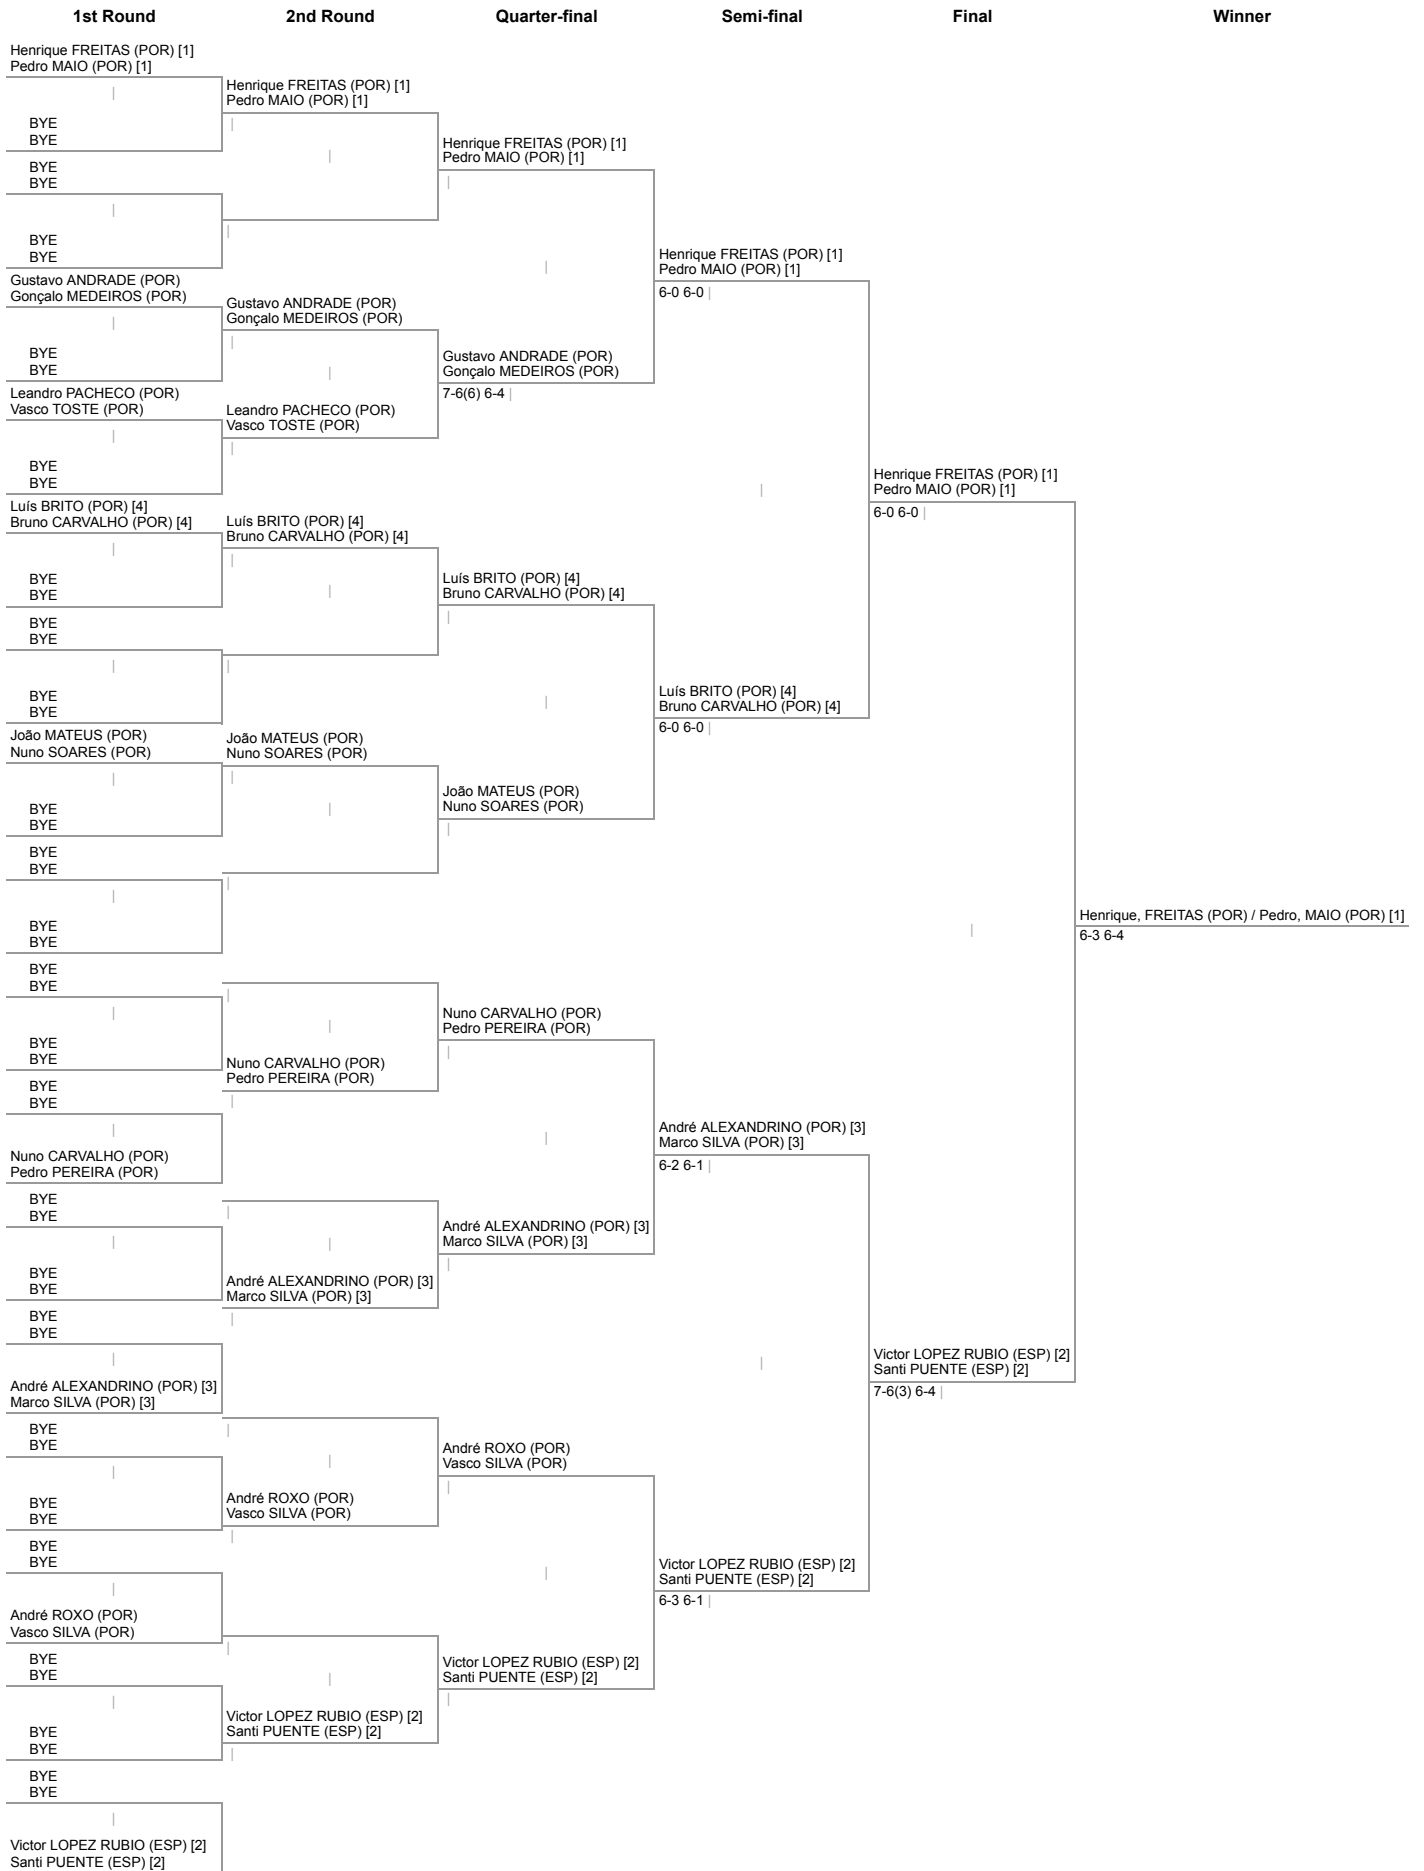 1st Round
2nd Round
Quarter-final
Semi-final
Final
Winner
Henrique FREITAS (POR) [1]
Pedro MAIO (POR) [1]
BYE
BYE
BYE
BYE
BYE
BYE
Gustavo ANDRADE (POR)
Gonçalo MEDEIROS (POR)
BYE
BYE
Leandro PACHECO (POR)
Vasco TOSTE (POR)
BYE
BYE
Luís BRITO (POR) [4]
Bruno CARVALHO (POR) [4]
BYE
BYE
BYE
BYE
BYE
BYE
João MATEUS (POR)
Nuno SOARES (POR)
BYE
BYE
BYE
BYE
BYE
BYE
BYE
BYE
BYE
BYE
BYE
BYE
Nuno CARVALHO (POR)
Pedro PEREIRA (POR)
BYE
BYE
BYE
BYE
BYE
BYE
André ALEXANDRINO (POR) [3]
Marco SILVA (POR) [3]
BYE
BYE
BYE
BYE
BYE
BYE
André ROXO (POR)
Vasco SILVA (POR)
BYE
BYE
BYE
BYE
BYE
BYE
Victor LOPEZ RUBIO (ESP) [2]
Santi PUENTE (ESP) [2]
Henrique FREITAS (POR) [1]
Pedro MAIO (POR) [1]
Gustavo ANDRADE (POR)
Gonçalo MEDEIROS (POR)
Leandro PACHECO (POR)
Vasco TOSTE (POR)
Luís BRITO (POR) [4]
Bruno CARVALHO (POR) [4]
João MATEUS (POR)
Nuno SOARES (POR)
Nuno CARVALHO (POR)
Pedro PEREIRA (POR)
André ALEXANDRINO (POR) [3]
Marco SILVA (POR) [3]
André ROXO (POR)
Vasco SILVA (POR)
Victor LOPEZ RUBIO (ESP) [2]
Santi PUENTE (ESP) [2]
Henrique FREITAS (POR) [1]
Pedro MAIO (POR) [1]
Gustavo ANDRADE (POR)
Gonçalo MEDEIROS (POR)
7-6(6) 6-4 |
Luís BRITO (POR) [4]
Bruno CARVALHO (POR) [4]
João MATEUS (POR)
Nuno SOARES (POR)
Nuno CARVALHO (POR)
Pedro PEREIRA (POR)
André ALEXANDRINO (POR) [3]
Marco SILVA (POR) [3]
André ROXO (POR)
Vasco SILVA (POR)
Victor LOPEZ RUBIO (ESP) [2]
Santi PUENTE (ESP) [2]
Henrique FREITAS (POR) [1]
Pedro MAIO (POR) [1]
6-0 6-0 |
Luís BRITO (POR) [4]
Bruno CARVALHO (POR) [4]
6-0 6-0 |
André ALEXANDRINO (POR) [3]
Marco SILVA (POR) [3]
6-2 6-1 |
Victor LOPEZ RUBIO (ESP) [2]
Santi PUENTE (ESP) [2]
6-3 6-1 |
Henrique FREITAS (POR) [1]
Pedro MAIO (POR) [1]
6-0 6-0 |
Victor LOPEZ RUBIO (ESP) [2]
Santi PUENTE (ESP) [2]
7-6(3) 6-4 |
Henrique, FREITAS (POR) / Pedro, MAIO (POR) [1]
6-3 6-4